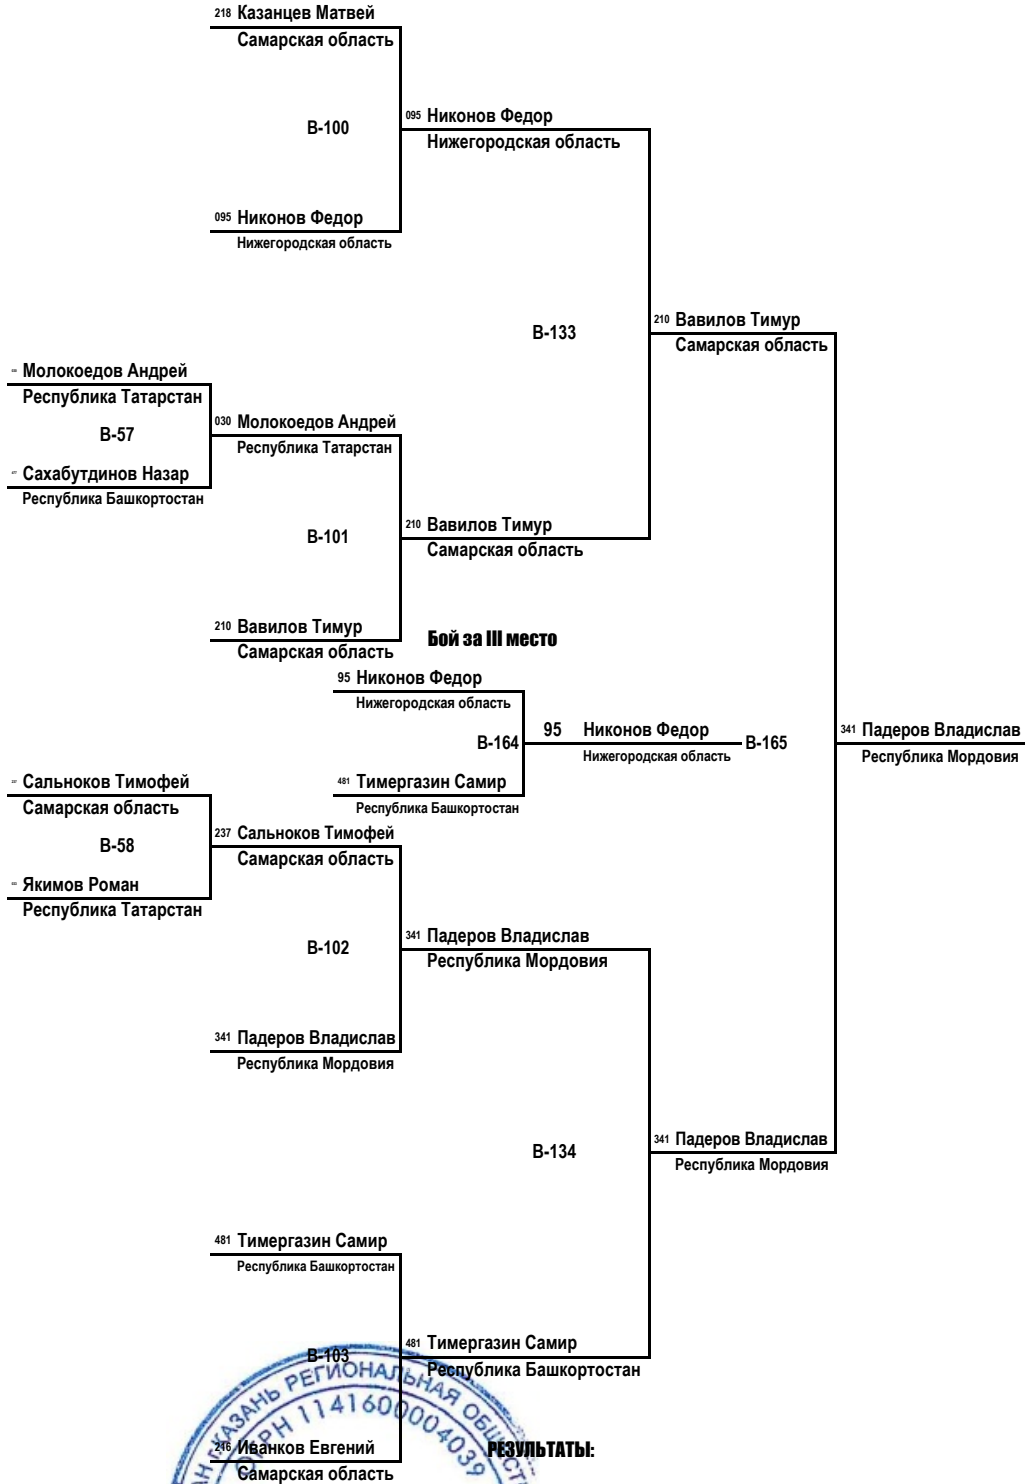 218 Казанцев Матвей
Самарская область
B-100
095 Никонов Федор
Нижегородская область
095 Никонов Федор
Нижегородская область
B-133
210 Вавилов Тимур
Самарская область
Молокоедов Андрей
Республика Татарстан
B-57
030 Молокоедов Андрей
Республика Татарстан
Сахабутдинов Назар
Республика Башкортостан
B-101
210 Вавилов Тимур
Самарская область
210 Вавилов Тимур
Самарская область
Бой за III место
95 Никонов Федор
Нижегородская область
B-164
95 Никонов Федор
Нижегородская область
B-165
341 Падеров Владислав
Республика Мордовия
481 Тимергазин Самир
Республика Башкортостан
Сальноков Тимофей
Самарская область
B-58
237 Сальноков Тимофей
Самарская область
Якимов Роман
Республика Татарстан
B-102
341 Падеров Владислав
Республика Мордовия
341 Падеров Владислав
Республика Мордовия
B-134
341 Падеров Владислав
Республика Мордовия
481 Тимергазин Самир
Республика Башкортостан
B-103
481 Тимергазин Самир
Республика Башкортостан
216 Иванков Евгений
Самарская область
РЕЗУЛЬТАТЫ:
КАЗАНЬ РЕГИОНАЛЬНАЯ
ОГРН 1141600004039